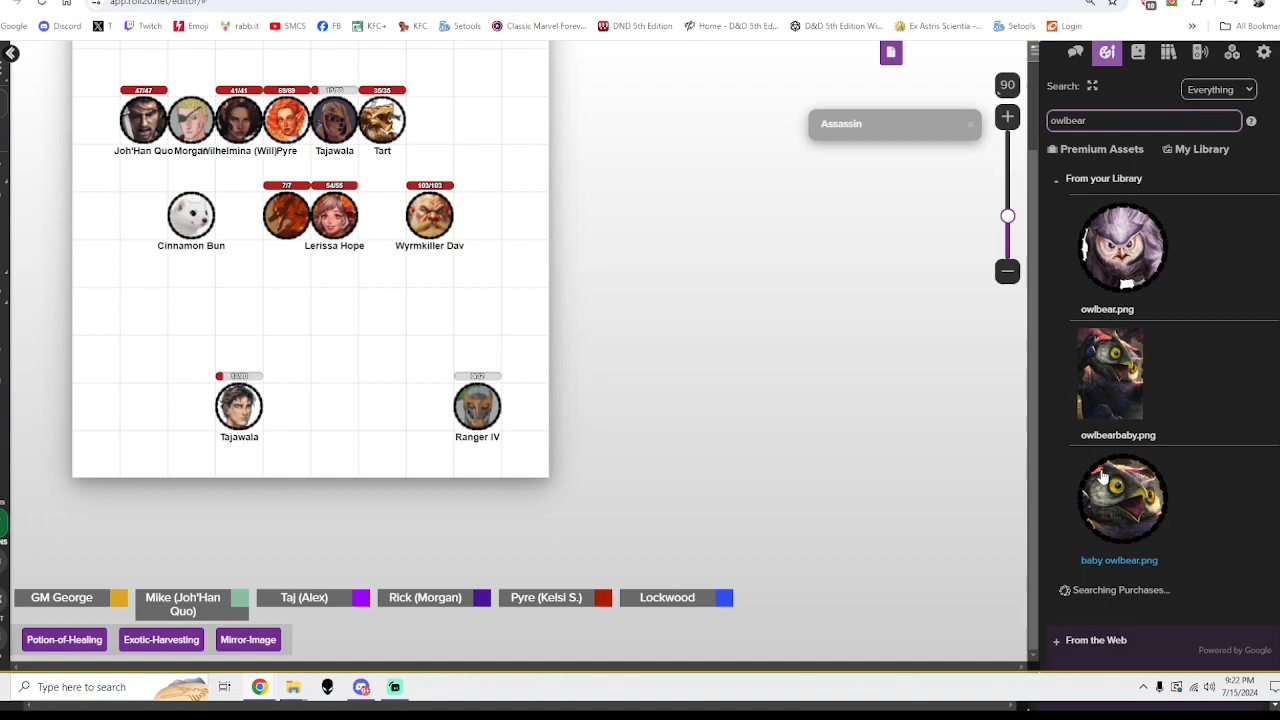 app.roll20.net/editor/#
Google Discord T Twitch Emoji rabb.it SMCS FB KFC+ KFC 5etools Classic Marvel Forev... DND 5th Edition Home - D&D 5th Ed... D&D 5th Edition Wi... Ex Astris Scientia -... 5etools Login » All Bookmar
10
Search: Everything
90
owlbear
Assassin
Premium Assets My Library
From your Library
47/47 41/41 69/69 35/35
Joh'Han Quo Morgan Wilhelmina (Will) Pyre Tajawala Tart
7/7 54/55 103/103
Cinnamon Bun Lerissa Hope Wyrmkiller Dav
owlbear.png
Tajawala Ranger IV
owlbearbaby.png
baby owlbear.png
Searching Purchases...
GM George Mike (Joh'Han Quo) Taj (Alex) Rick (Morgan) Pyre (Kelsi S.) Lockwood
Potion-of-Healing Exotic-Harvesting Mirror-Image
From the Web
Powered by Google
Type here to search
9:22 PM
7/15/2024